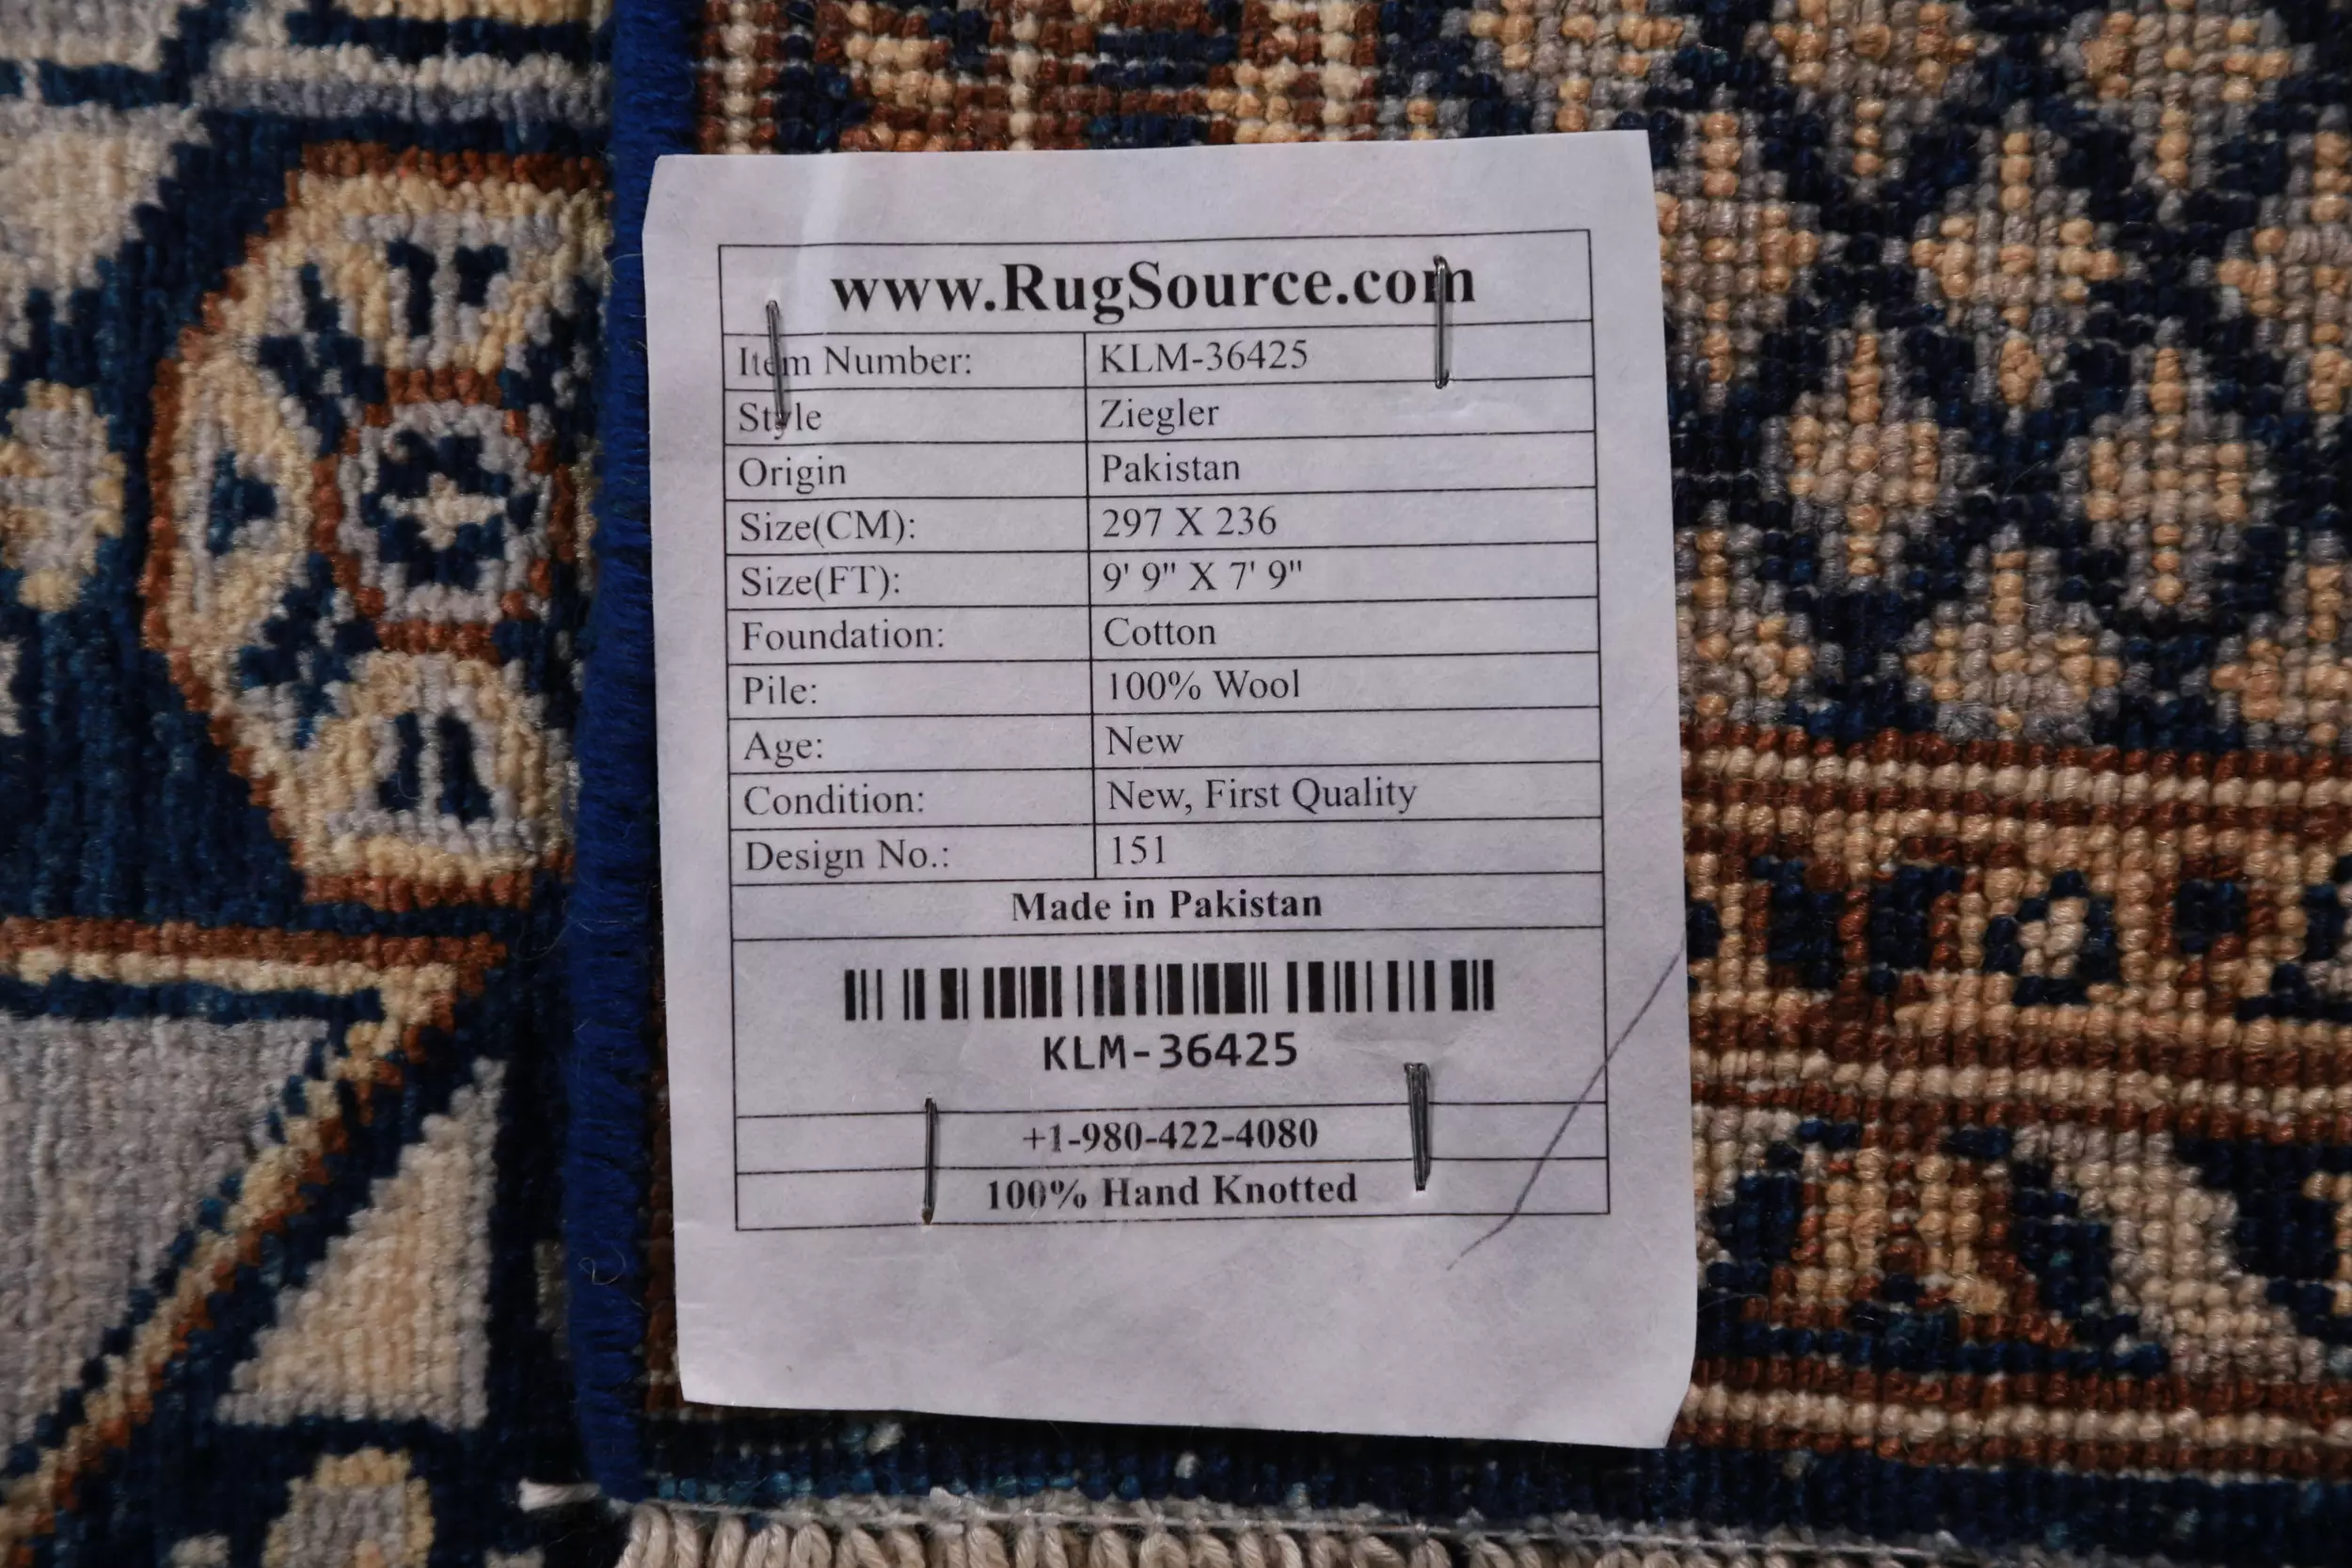 www.RugSource.com
Item Number: KLM-36425
Style Ziegler
Origin Pakistan
Size(CM): 297 X 236
Size(FT): 9' 9" X 7' 9"
Foundation: Cotton
Pile: 100% Wool
Age: New
Condition: New, First Quality
Design No.: 151
Made in Pakistan
KLM-36425
+1-980-422-4080
100% Hand Knotted